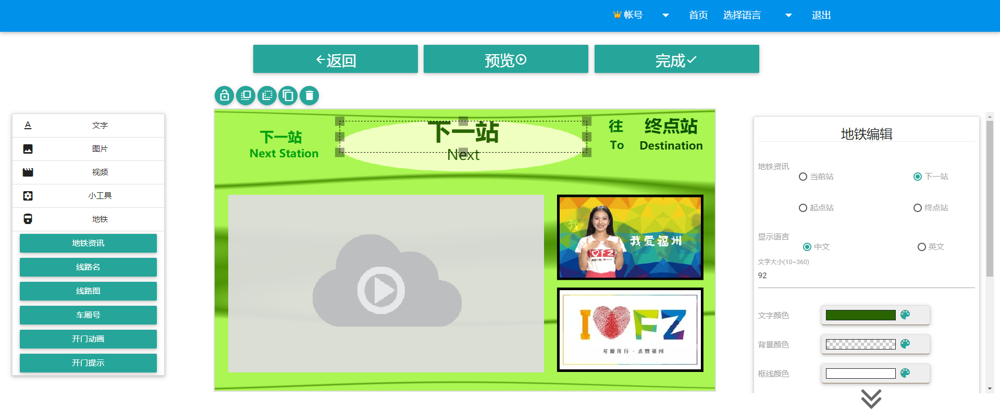 帐号
首页
选择语言
退出
返回
预览
完成
文字
图片
视频
小工具
地铁
地铁资讯
线路名
线路图
车厢号
开门动画
开门提示
下一站
Next Station
下一站
Next
往
To
终点站
Destination
我
我爱福州
I FZ
I FZ
与爱同行·点赞福州
地铁编辑
地铁资讯
当前站
下一站
起点站
终点站
显示语言
中文
英文
文字大小(10~360)
92
文字颜色
背景颜色
框线颜色